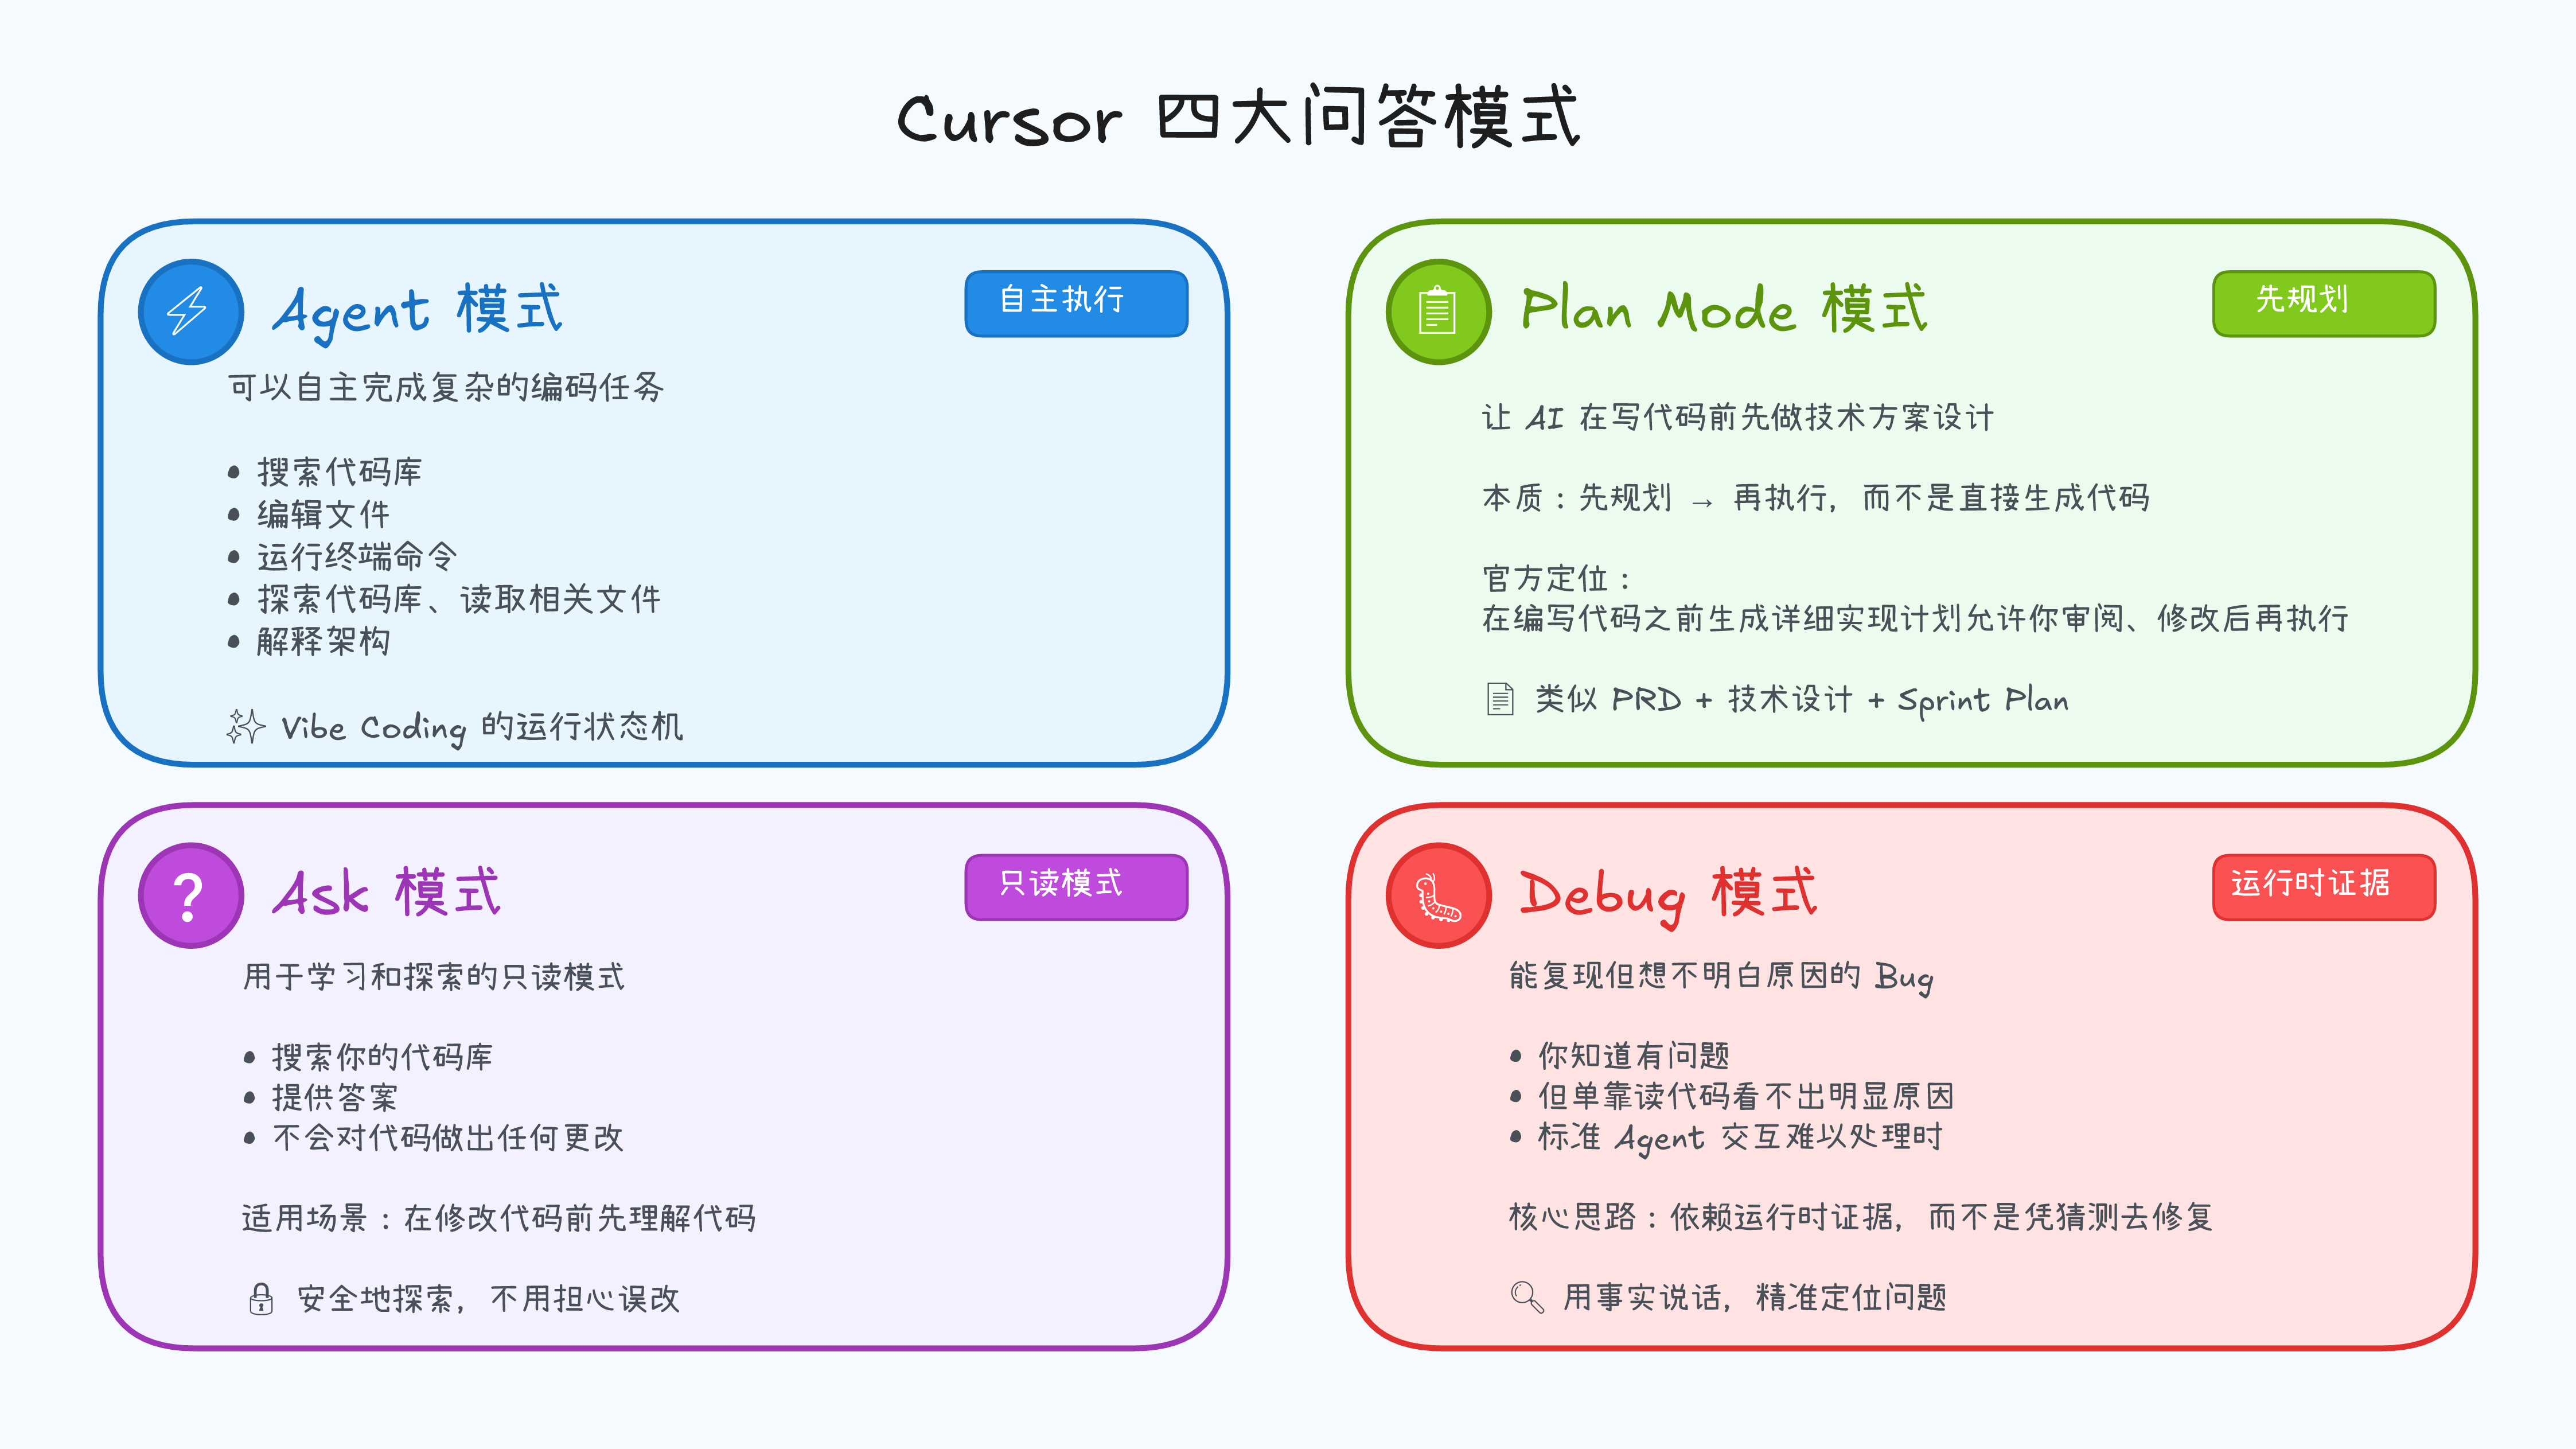 Cursor 四大问答模式
Agent 模式
自主执行
可以自主完成复杂的编码任务
• 搜索代码库
• 编辑文件
• 运行终端命令
• 探索代码库、读取相关文件
• 解释架构
✨ Vibe Coding 的运行状态机
Plan Mode 模式
先规划
让 AI 在写代码前先做技术方案设计
本质：先规划 → 再执行，而不是直接生成代码
官方定位：
在编写代码之前生成详细实现计划允许你审阅、修改后再执行
📄 类似 PRD + 技术设计 + Sprint Plan
? Ask 模式
只读模式
用于学习和探索的只读模式
• 搜索你的代码库
• 提供答案
• 不会对代码做出任何更改
适用场景：在修改代码前先理解代码
🔒 安全地探索，不用担心误改
Debug 模式
运行时证据
能复现但想不明白原因的 Bug
• 你知道有问题
• 但单靠读代码看不出明显原因
• 标准 Agent 交互难以处理时
核心思路：依赖运行时证据，而不是凭猜测去修复
🔍 用事实说话，精准定位问题